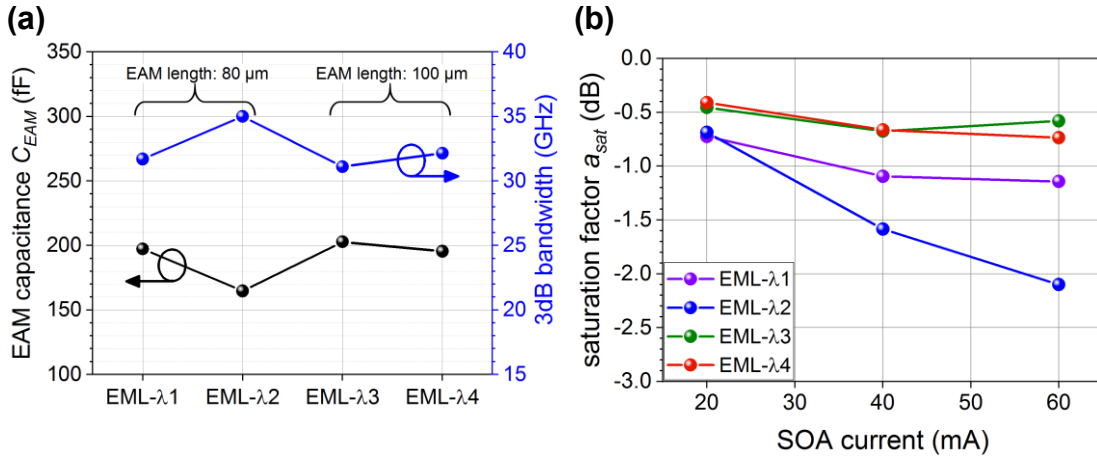 (a)
EAM capacitance C_EAM (fF)
350
300
250
200
150
100
EAM length: 80 μm
EAM length: 100 μm
40
35
30
25
20
15
3dB bandwidth (GHz)
EML-λ1 EML-λ2 EML-λ3 EML-λ4
(b)
saturation factor a_sat (dB)
0.0
-0.5
-1.0
-1.5
-2.0
-2.5
-3.0
EML-λ1
EML-λ2
EML-λ3
EML-λ4
20 30 40 50 60
SOA current (mA)